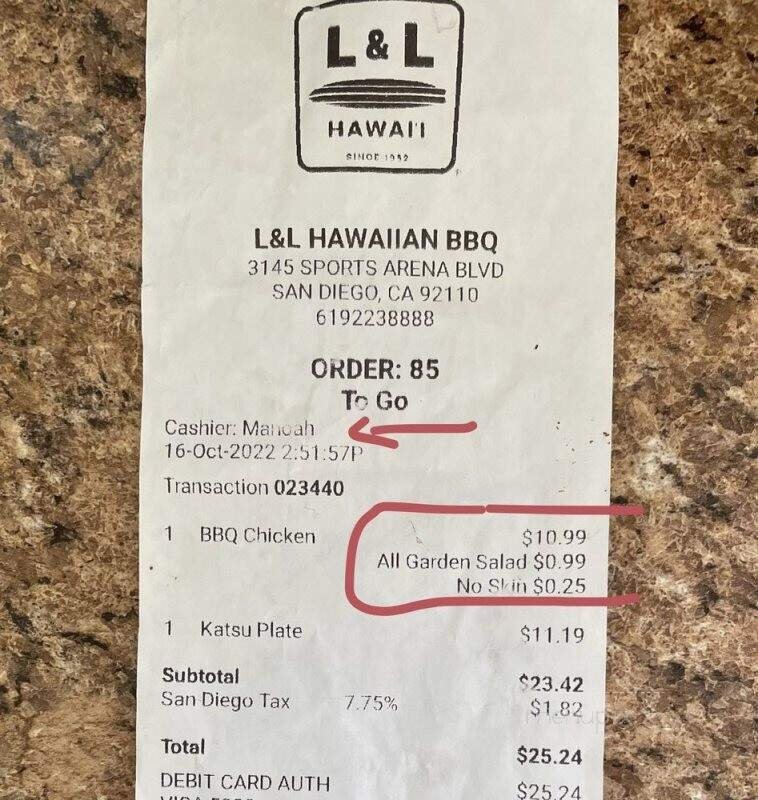 L & L
HAWAI'I
SINCE 1952
L&L HAWAIIAN BBQ
3145 SPORTS ARENA BLVD
SAN DIEGO, CA 92110
6192238888
ORDER: 85
To Go
Cashier: Manoah
16-Oct-2022 2:51:57P
Transaction 023440
1 BBQ Chicken $10.99
All Garden Salad $0.99
No Skin $0.25
1 Katsu Plate $11.19
Subtotal $23.42
San Diego Tax 7.75% $1.82
Total $25.24
DEBIT CARD AUTH $25.24